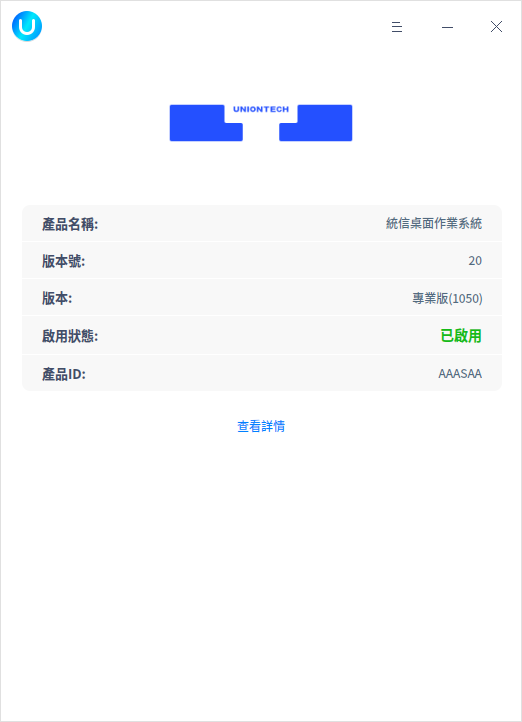 UNIONTECH
產品名稱: 統信桌面作業系統
版本號: 20
版本: 專業版(1050)
啟用狀態: 已啟用
產品ID: AAASAA
查看詳情